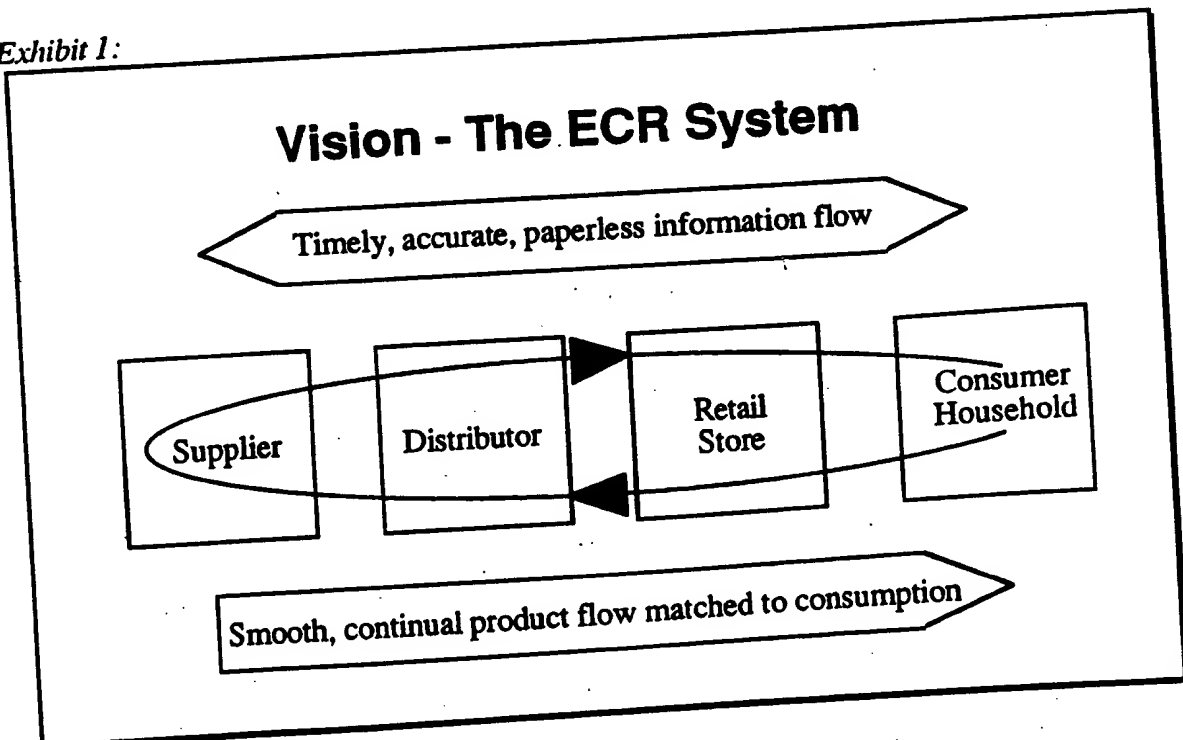 Exhibit 1:
Vision - The ECR System
Timely, accurate, paperless information flow
Supplier
Distributor
Retail
Store
Consumer
Household
Smooth, continual product flow matched to consumption